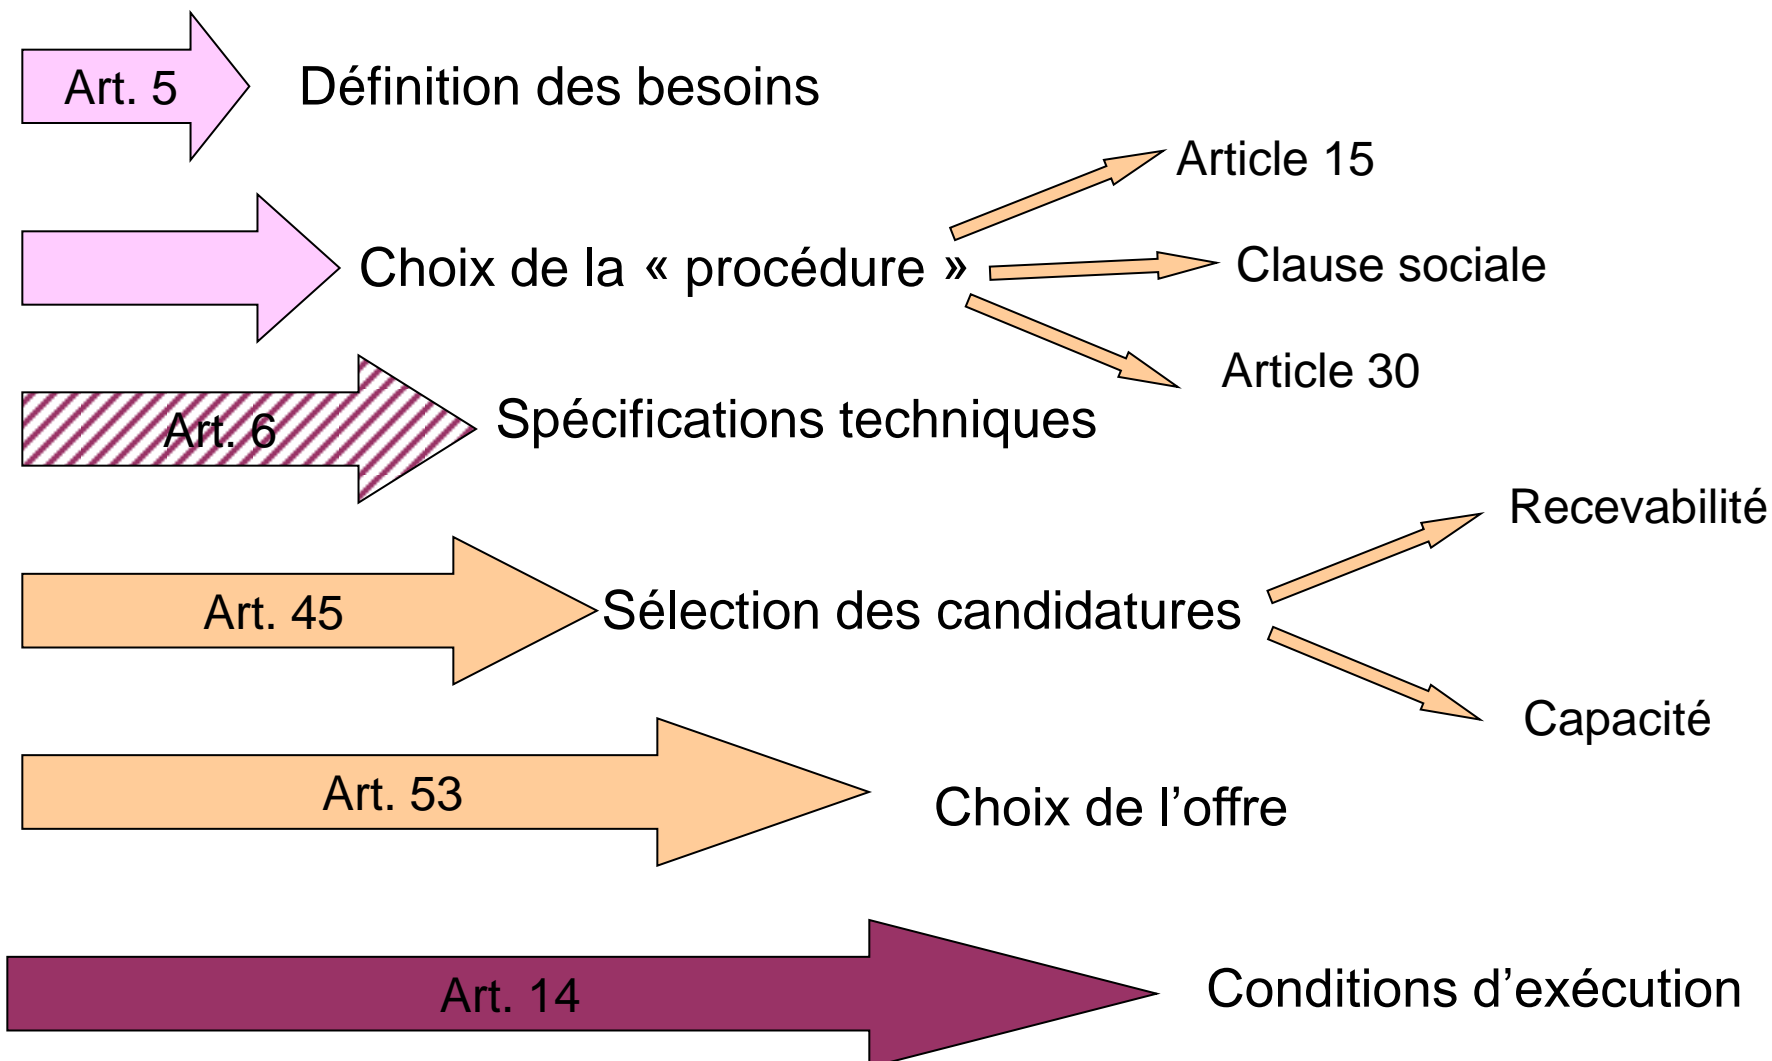 Art. 5
Définition des besoins
Article 15
Choix de la « procédure »
Clause sociale
Article 30
Art. 6
Spécifications techniques
Recevabilité
Art. 45
Sélection des candidatures
Capacité
Art. 53
Choix de l’offre
Art. 14
Conditions d’exécution